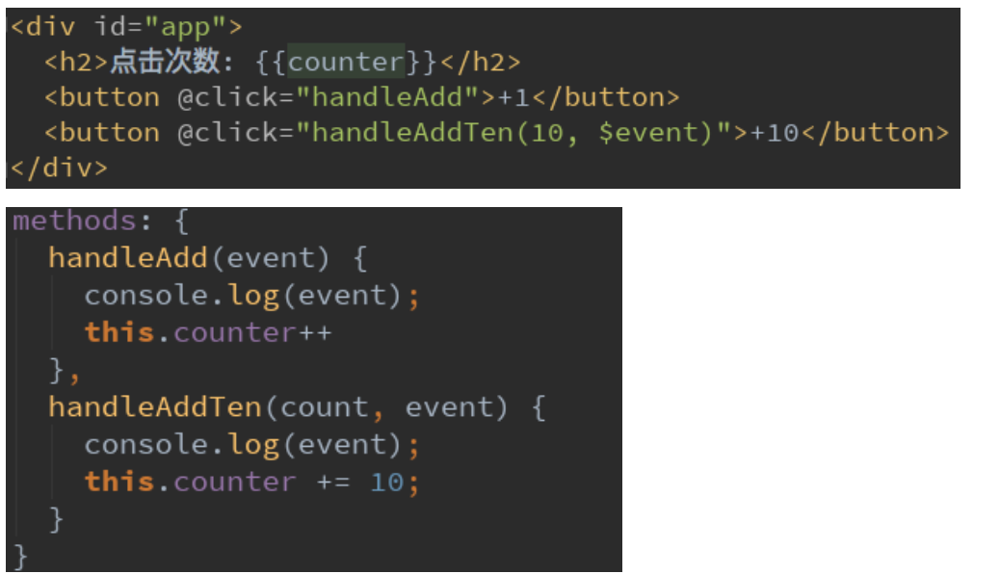 <div id="app">
  <h2>点击次数: {{counter}}</h2>
  <button @click="handleAdd">+1</button>
  <button @click="handleAddTen(10, $event)">+10</button>
</div>
methods: {
  handleAdd(event) {
    console.log(event);
    this.counter++
  },
  handleAddTen(count, event) {
    console.log(event);
    this.counter += 10;
  }
}